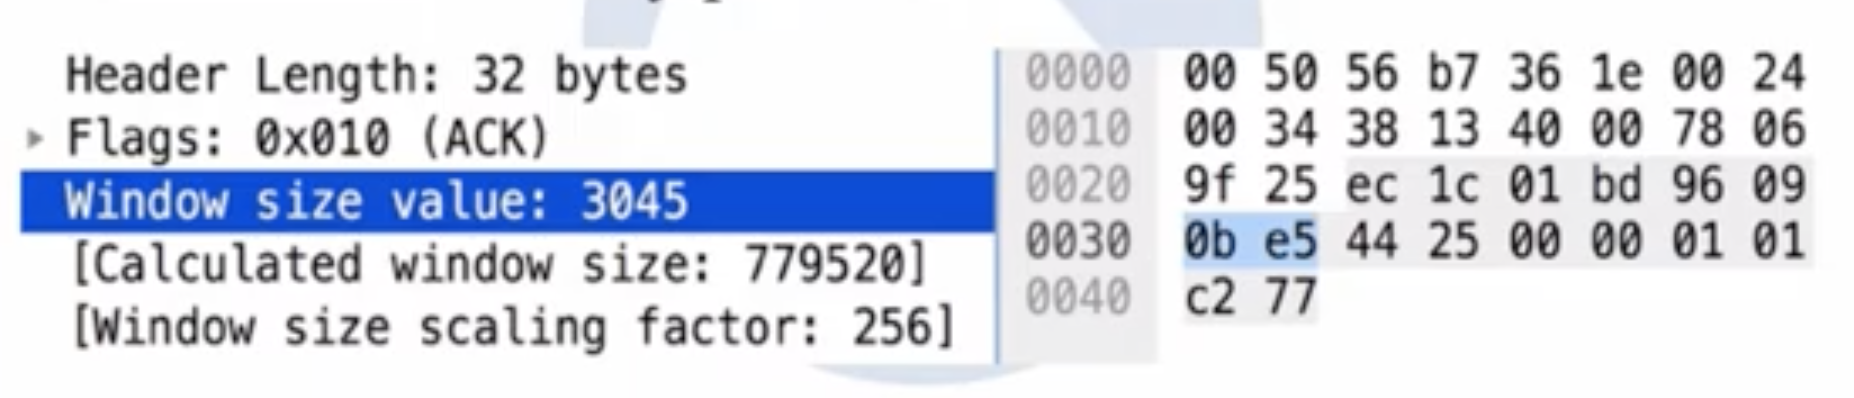 Header Length: 32 bytes
Flags: 0x010 (ACK)
Window size value: 3045
[Calculated window size: 779520]
[Window size scaling factor: 256]
0000 00 50 56 b7 36 1e 00 24
0010 00 34 38 13 40 00 78 06
0020 9f 25 ec 1c 01 bd 96 09
0030 0b e5 44 25 00 00 01 01
0040 c2 77